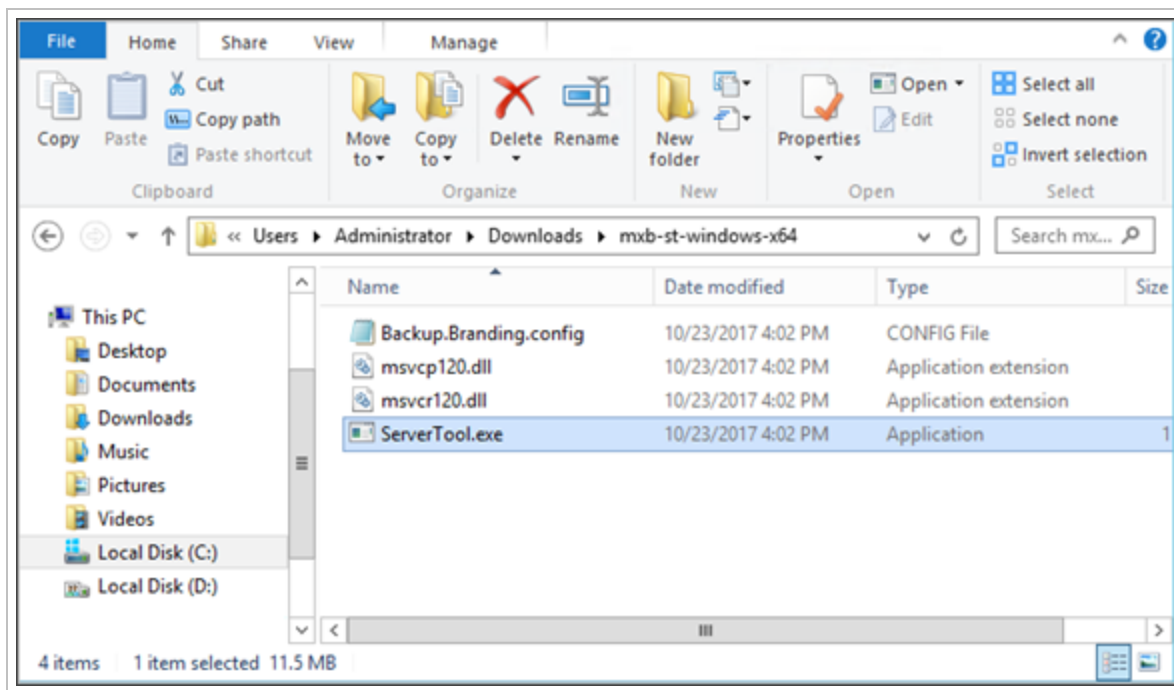 File Home Share View Manage
Copy
Paste
Cut
Copy path
Paste shortcut
Clipboard
Move to
Copy to
Delete
Rename
Organize
New folder
New
Properties
Open
Edit
Open
Select all
Select none
Invert selection
Select
« Users Administrator Downloads mxb-st-windows-x64
Search mx...
This PC
Desktop
Documents
Downloads
Music
Pictures
Videos
Local Disk (C:)
Local Disk (D:)
Name Date modified Type Size
Backup.Branding.config 10/23/2017 4:02 PM CONFIG File
msvcp120.dll 10/23/2017 4:02 PM Application extension
msvcr120.dll 10/23/2017 4:02 PM Application extension
ServerTool.exe 10/23/2017 4:02 PM Application 1
4 items 1 item selected 11.5 MB